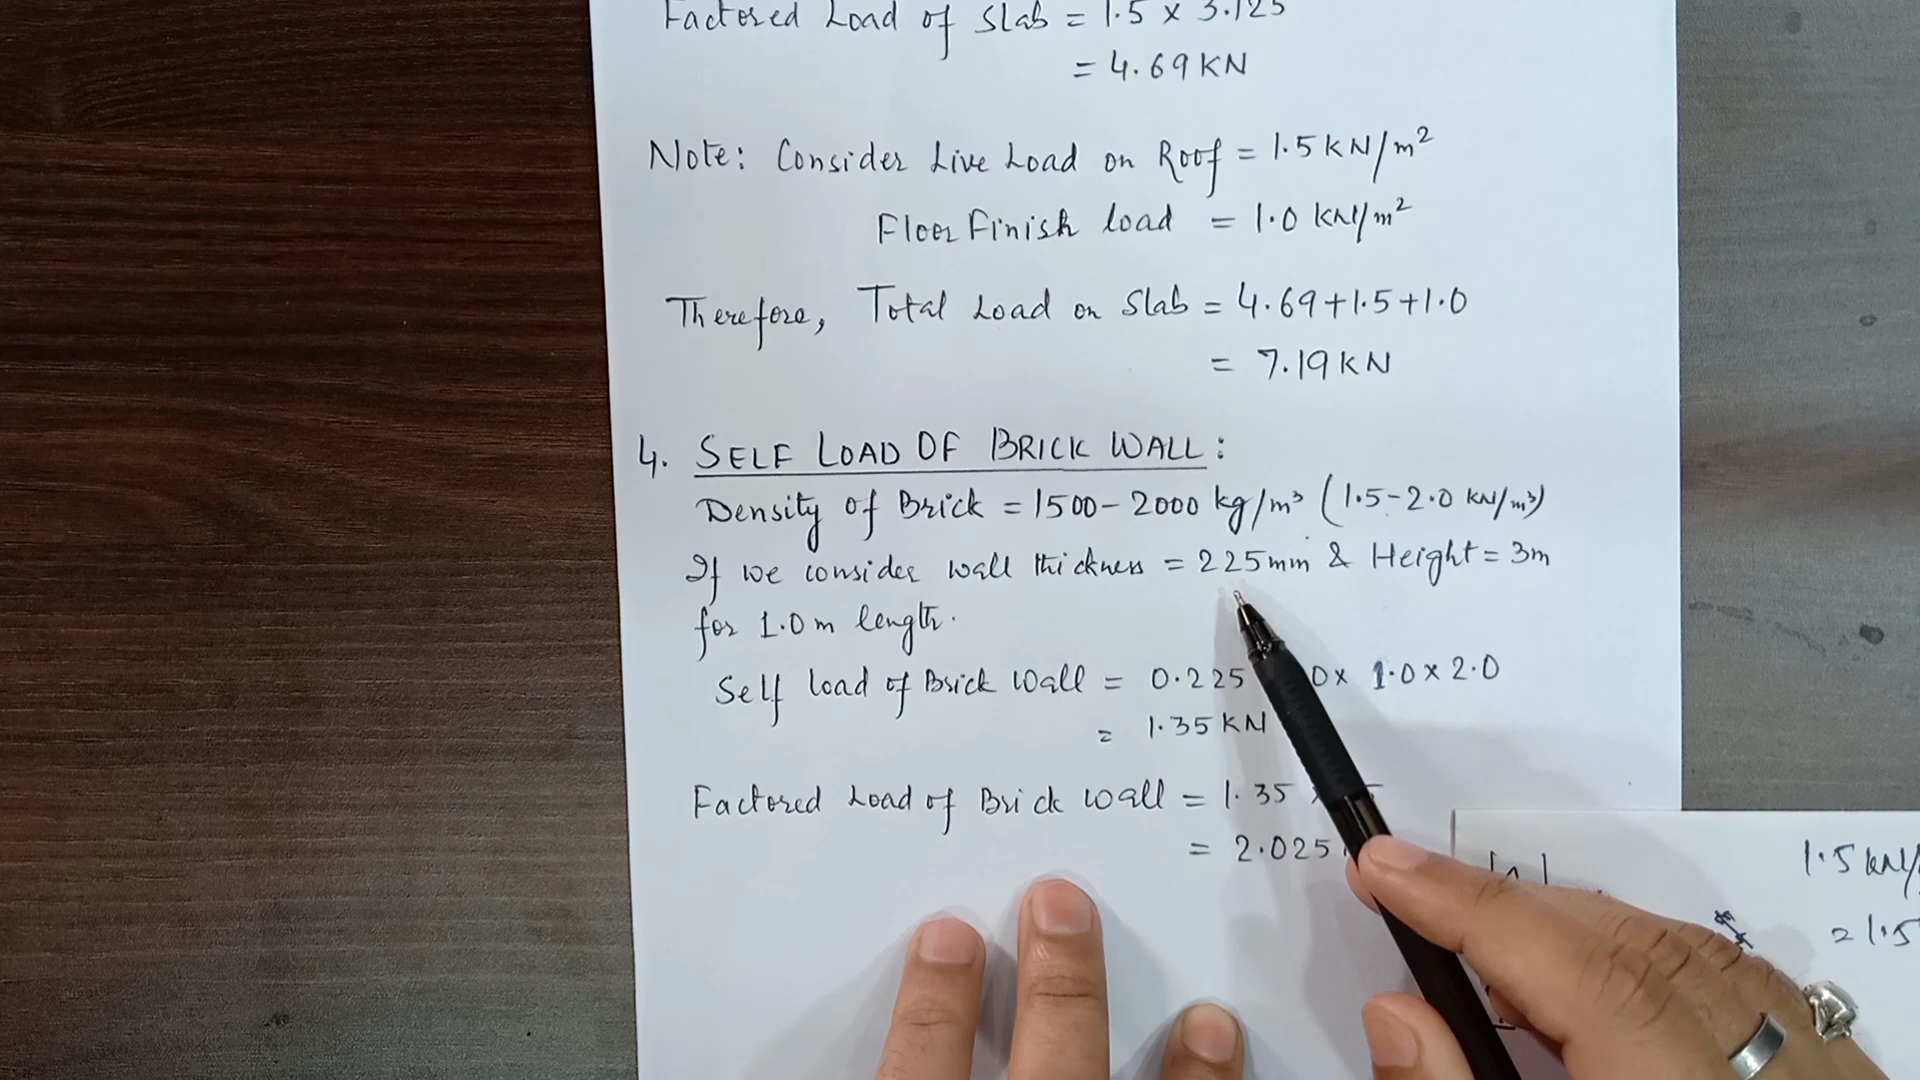 Factored Load of Slab = 1.5 x 3.125
= 4.69 KN
Note: Consider Live Load on Roof = 1.5 KN/m²
Floor Finish load = 1.0 KN/m²
Therefore, Total Load on Slab = 4.69+1.5+1.0
= 7.19 KN
4. SELF LOAD OF BRICK WALL:
Density of Brick = 1500-2000 kg/m³ (1.5-2.0 KN/m³)
If we consider wall thickness = 225mm & Height = 3m
for 1.0m length.
Self load of Brick Wall = 0.225 0x 1.0 x 2.0
= 1.35 KN
Factored Load of Brick wall = 1.35
= 2.025
1.5 KN/
= 1.5